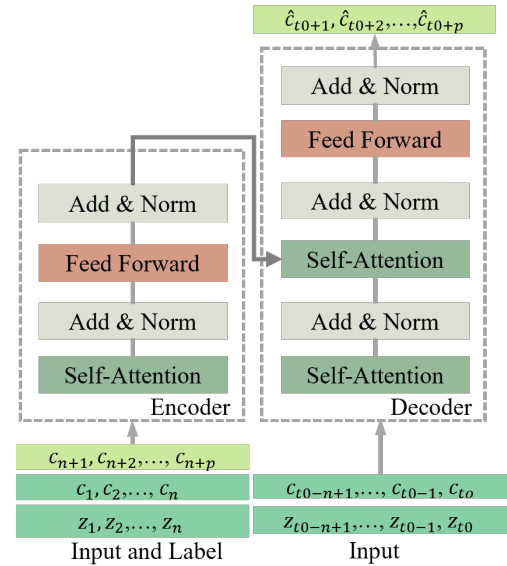 ĉₜ₀₊₁, ĉₜ₀₊₂,…,ĉₜ₀₊ₚ
Add & Norm
Feed Forward
Add & Norm
Self-Attention
Add & Norm
Self-Attention
Decoder
Add & Norm
Feed Forward
Add & Norm
Self-Attention
Encoder
cₙ₊₁, cₙ₊₂,…, cₙ₊ₚ
c₁, c₂,…, cₙ
z₁, z₂,…, zₙ
Input and Label
cₜ₀₋ₙ₊₁,…, cₜ₀₋₁, cₜₒ
zₜ₀₋ₙ₊₁,…, zₜ₀₋₁, zₜ₀
Input